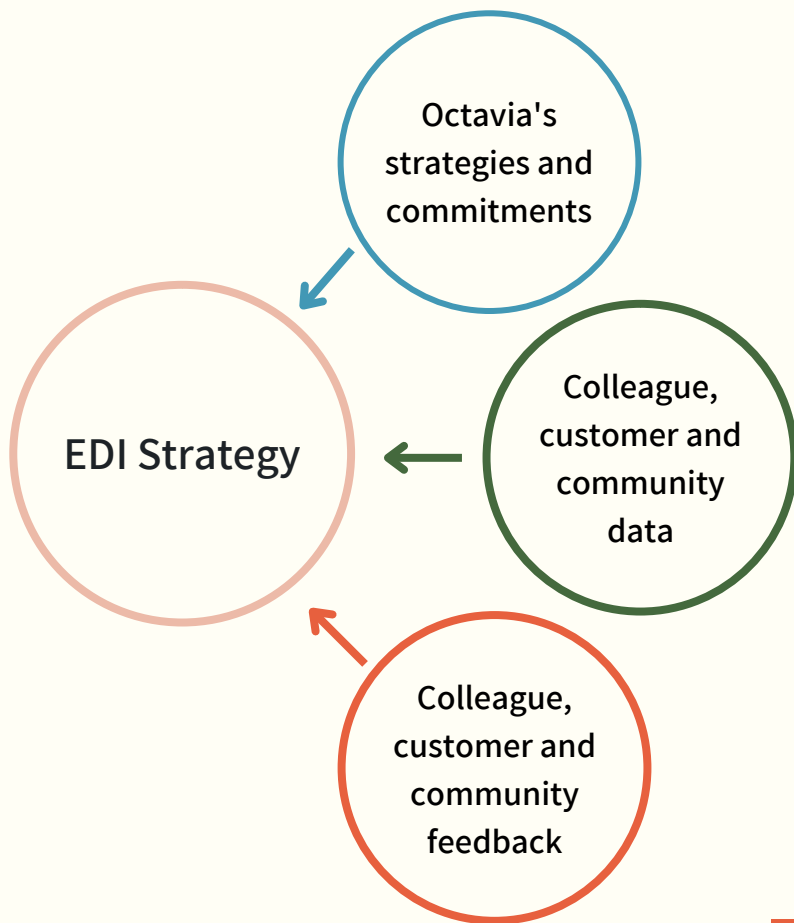 Octavia's
strategies and
commitments
EDI Strategy
Colleague,
customer and
community
data
Colleague,
customer and
community
feedback